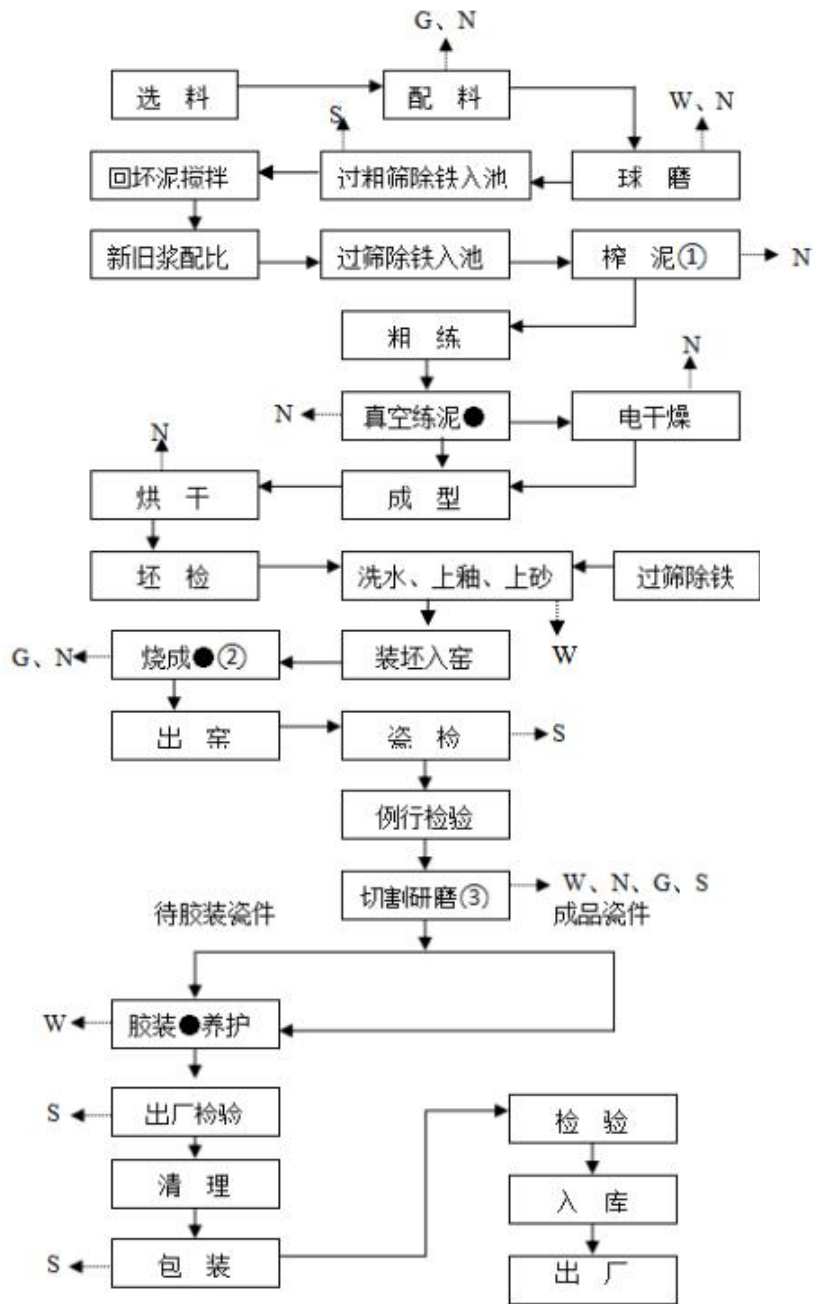 G、N
选 料
配 料
W、N
S
回坯泥搅拌
过粗筛除铁入池
球 磨
新旧浆配比
过筛除铁入池
榨 泥①
N
粗 练
N
N
真空练泥●
电干燥
N
烘 干
成 型
坯 检
洗水、上釉、上砂
过筛除铁
G、N
烧成●②
装坯入窑
W
出 窑
瓷 检
S
例行检验
切割研磨③
W、N、G、S
待胶装瓷件
成品瓷件
W
胶装●养护
S
出厂检验
检 验
清 理
入 库
S
包 装
出 厂